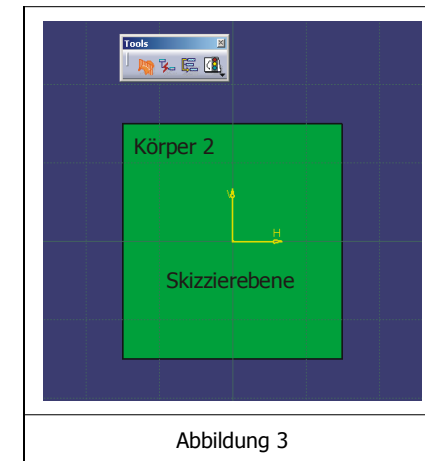 Tools
Körper 2
V
H
Skizzierebene
Abbildung 3